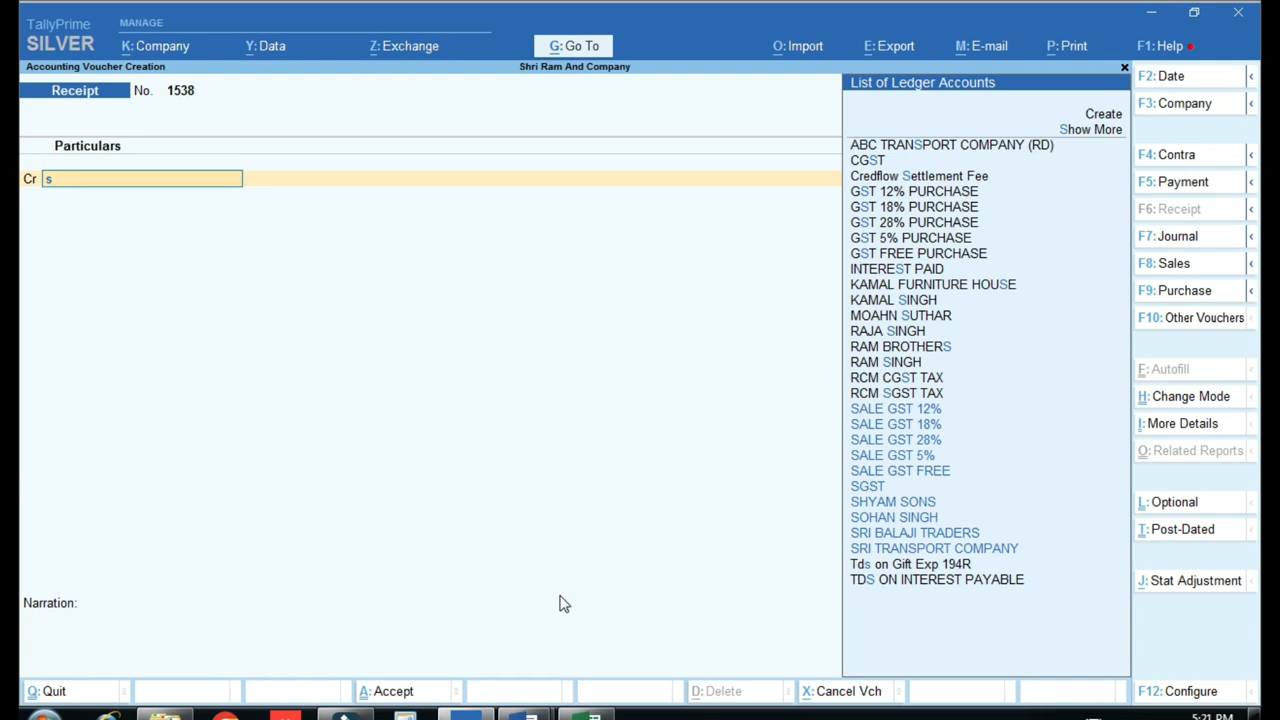 TallyPrime
SILVER
MANAGE
K: Company
Y: Data
Z: Exchange
G: Go To
O: Import
E: Export
M: E-mail
P: Print
F1: Help
Accounting Voucher Creation
Shri Ram And Company
Receipt
No. 1538
Particulars
Cr s
Narration:
List of Ledger Accounts
Create
Show More
ABC TRANSPORT COMPANY (RD)
CGST
Credflow Settlement Fee
GST 12% PURCHASE
GST 18% PURCHASE
GST 28% PURCHASE
GST 5% PURCHASE
GST FREE PURCHASE
INTEREST PAID
KAMAL FURNITURE HOUSE
KAMAL SINGH
MOAHN SUTHAR
RAJA SINGH
RAM BROTHERS
RAM SINGH
RCM CGST TAX
RCM SGST TAX
SALE GST 12%
SALE GST 18%
SALE GST 28%
SALE GST 5%
SALE GST FREE
SGST
SHYAM SONS
SOHAN SINGH
SRI BALAJI TRADERS
SRI TRANSPORT COMPANY
Tds on Gift Exp 194R
TDS ON INTEREST PAYABLE
F2: Date
F3: Company
F4: Contra
F5: Payment
F6: Receipt
F7: Journal
F8: Sales
F9: Purchase
F10: Other Vouchers
F: Autofill
H: Change Mode
I: More Details
O: Related Reports
L: Optional
T: Post-Dated
J: Stat Adjustment
Q: Quit
A: Accept
D: Delete
X: Cancel Vch
F12: Configure
5:21 PM